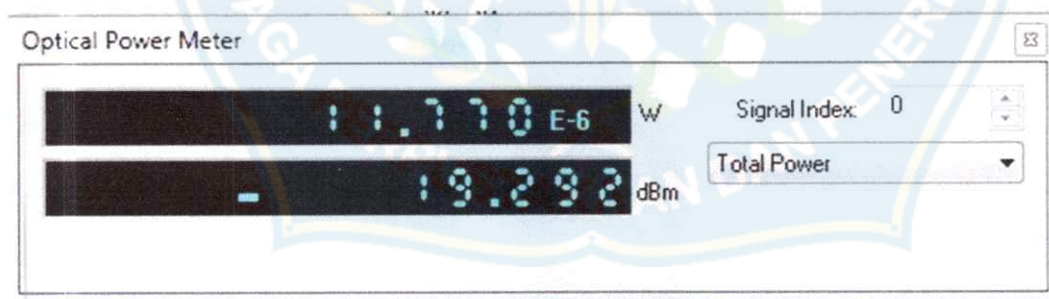 Optical Power Meter
11.770 E-6 W
Signal Index: 0
- 19.292 dBm
Total Power